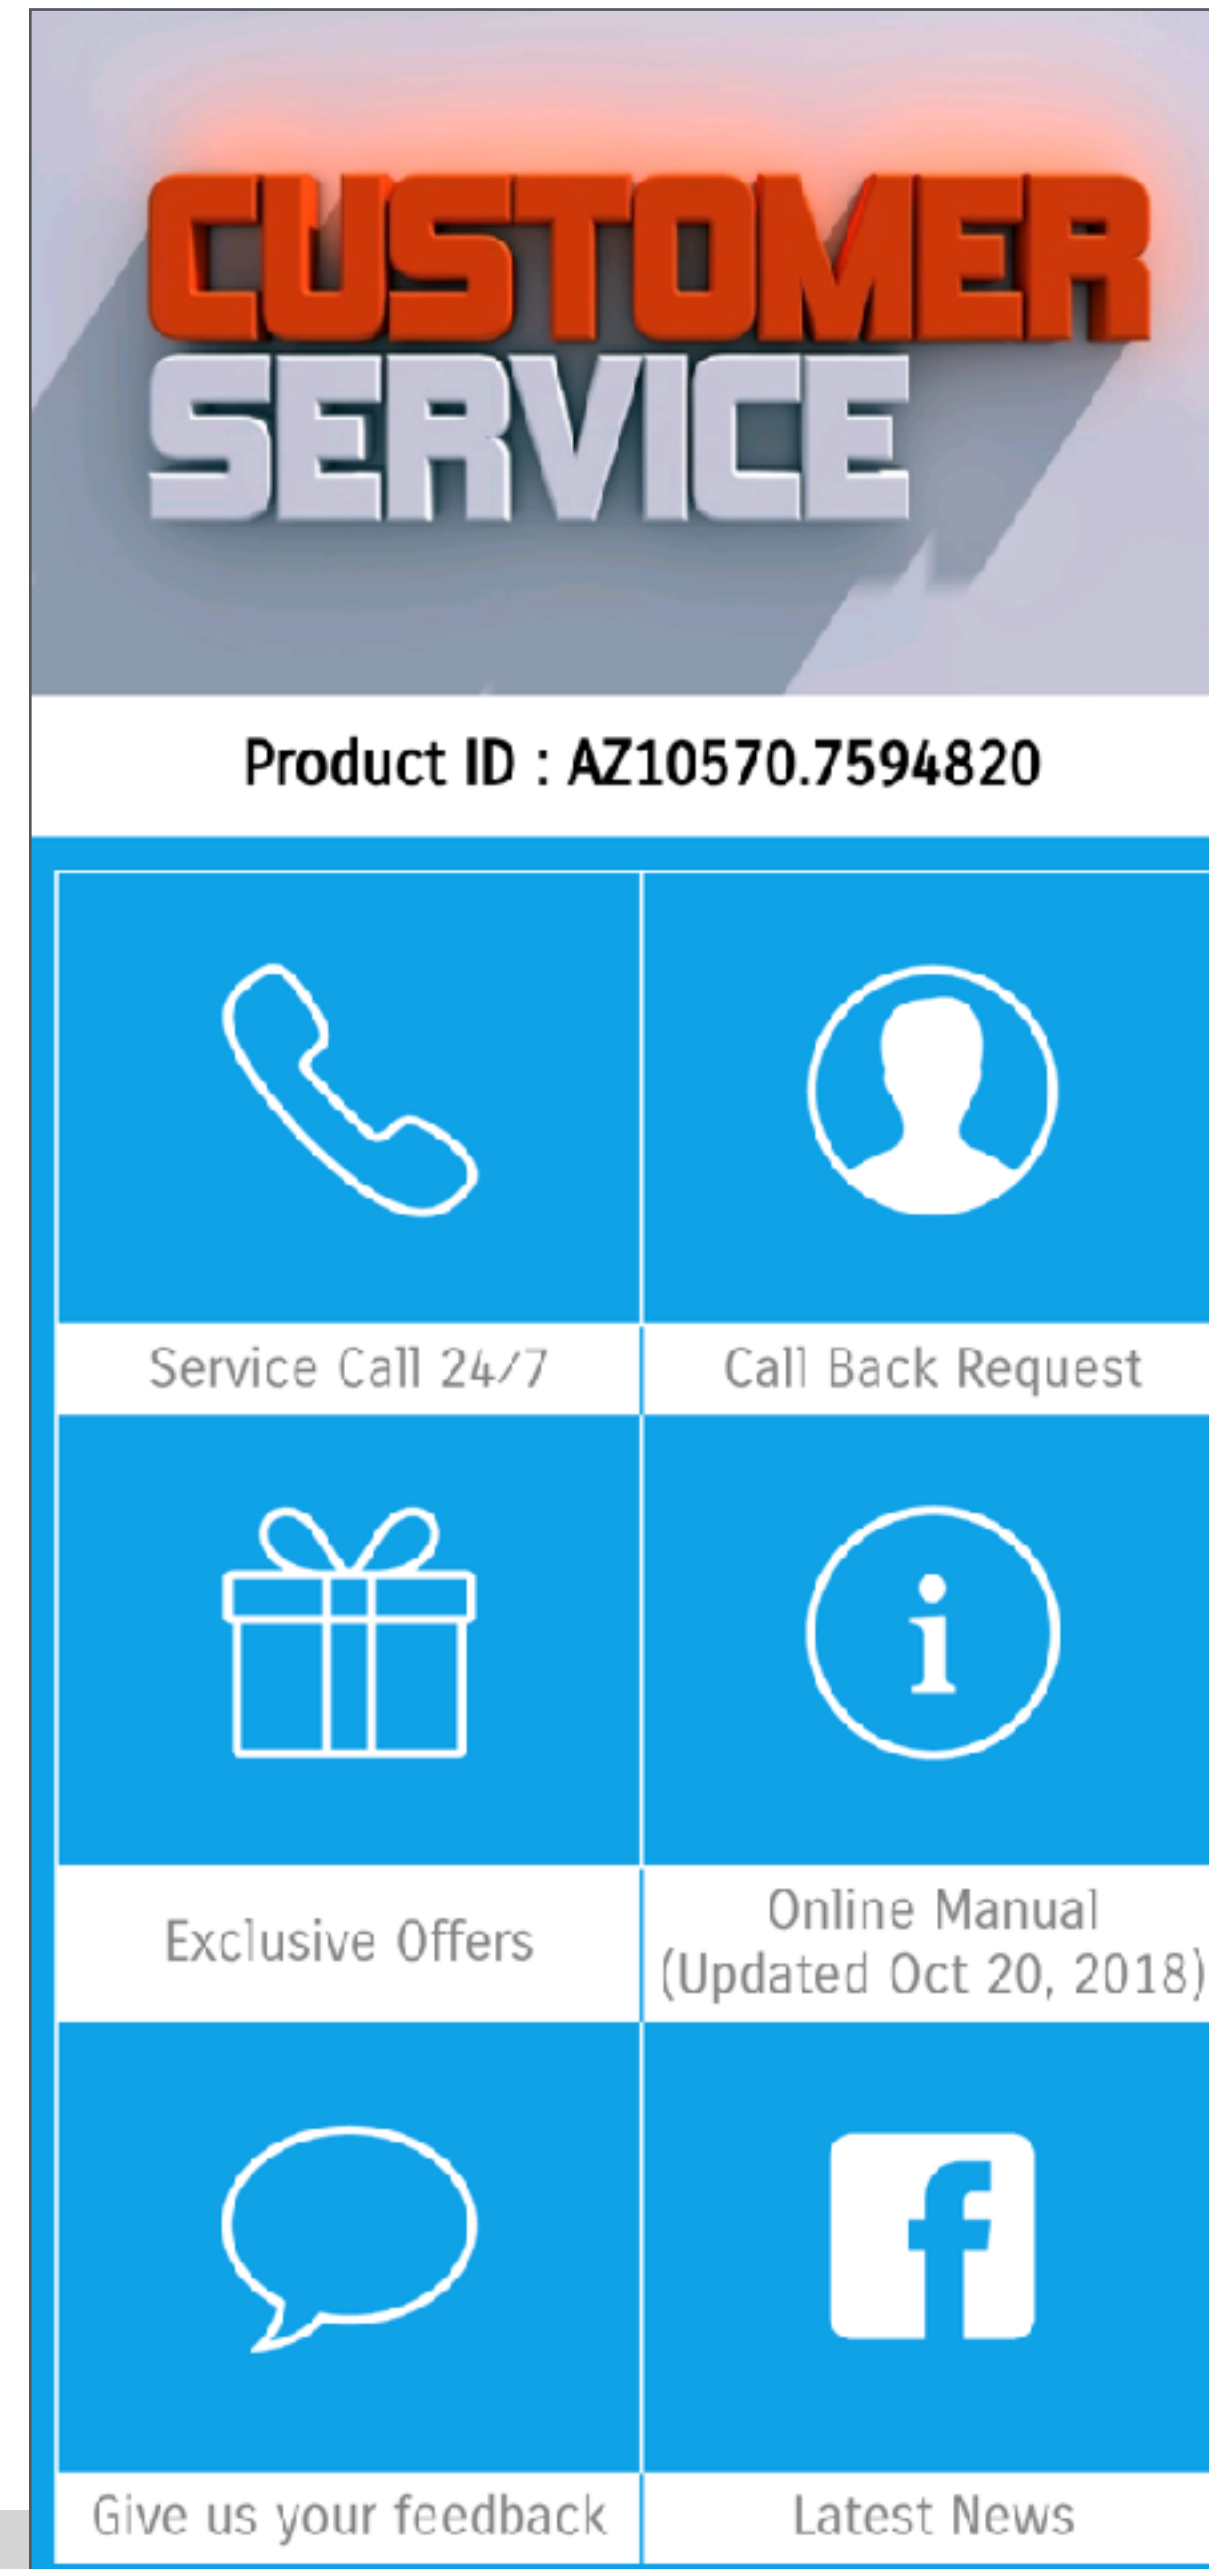 CUSTOMER
SERVICE
Product ID : AZ10570.7594820
Service Call 24/7
Call Back Request
Exclusive Offers
Online Manual
(Updated Oct 20, 2018)
Give us your feedback
Latest News